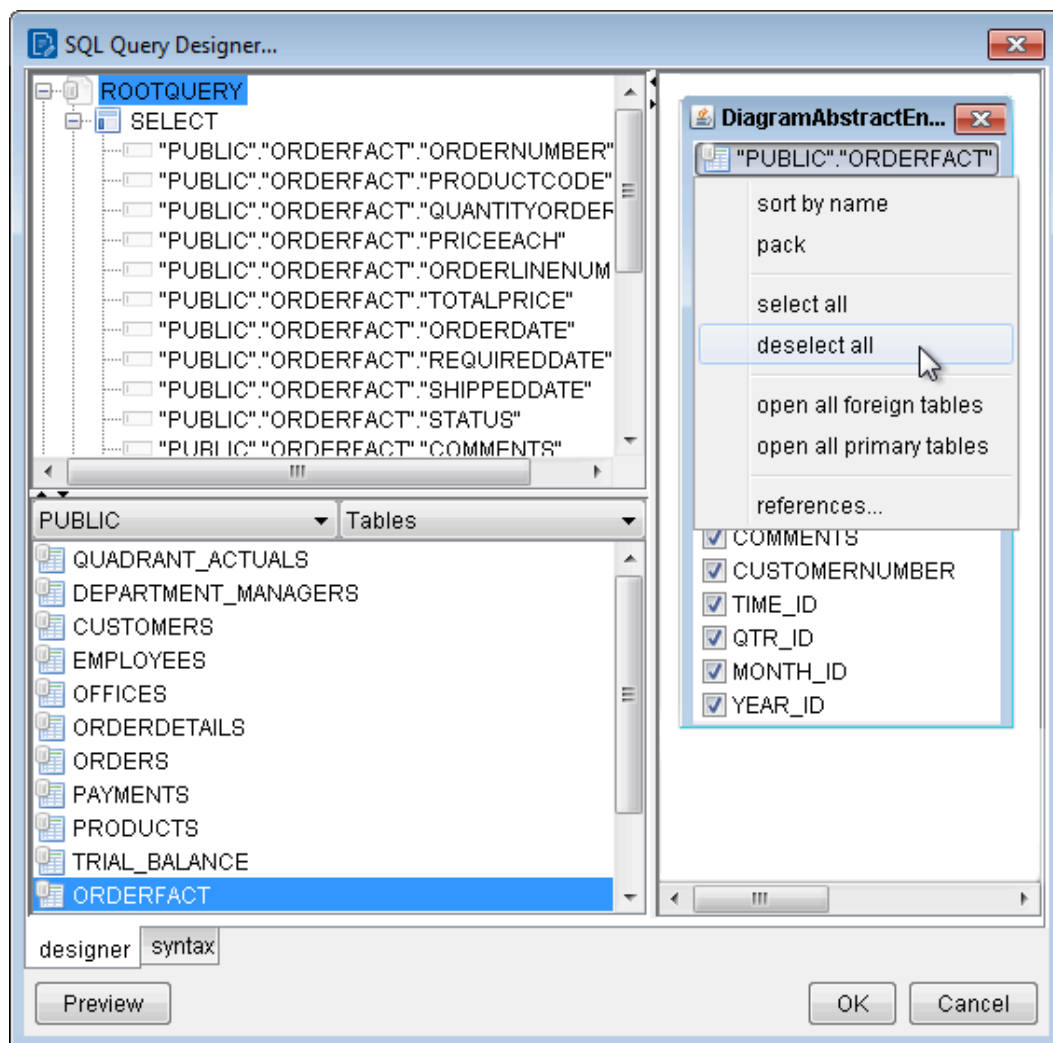 SQL Query Designer...
ROOTQUERY
SELECT
"PUBLIC"."ORDERFACT"."ORDERNUMBER"
"PUBLIC"."ORDERFACT"."PRODUCTCODE"
"PUBLIC"."ORDERFACT"."QUANTITYORDER
"PUBLIC"."ORDERFACT"."PRICEEACH"
"PUBLIC"."ORDERFACT"."ORDERLINENUM
"PUBLIC"."ORDERFACT"."TOTALPRICE"
"PUBLIC"."ORDERFACT"."ORDERDATE"
"PUBLIC"."ORDERFACT"."REQUIREDDATE"
"PUBLIC"."ORDERFACT"."SHIPPEDDATE"
"PUBLIC"."ORDERFACT"."STATUS"
"PUBLIC"."ORDERFACT"."COMMENTS"
PUBLIC
Tables
QUADRANT_ACTUALS
DEPARTMENT_MANAGERS
CUSTOMERS
EMPLOYEES
OFFICES
ORDERDETAILS
ORDERS
PAYMENTS
PRODUCTS
TRIAL_BALANCE
ORDERFACT
DiagramAbstractEn...
"PUBLIC"."ORDERFACT"
sort by name
pack
select all
deselect all
open all foreign tables
open all primary tables
references...
COMMENTS
CUSTOMERNUMBER
TIME_ID
QTR_ID
MONTH_ID
YEAR_ID
designer
syntax
Preview
OK
Cancel